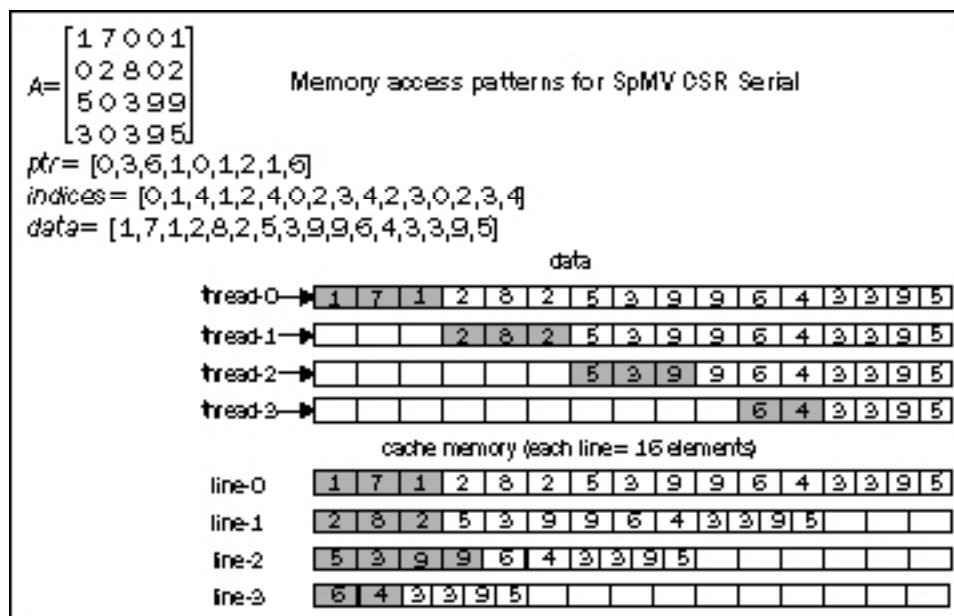 A=
1 7 0 0 1
0 2 8 0 2
5 0 3 9 9
3 0 3 9 5
Memory access patterns for SpMV CSR Serial
ptr= [0,3,6,1,0,1,2,1,6]
indices= [0,1,4,1,2,4,0,2,3,4,2,3,0,2,3,4]
data= [1,7,1,2,8,2,5,3,9,9,6,4,3,3,9,5]
data
thread-0 1 7 1 2 8 2 5 3 9 9 6 4 3 3 9 5
thread-1 2 8 2 5 3 9 9 6 4 3 3 9 5
thread-2 5 3 9 9 6 4 3 3 9 5
thread-3 6 4 3 3 9 5
cache memory (each line= 16 elements)
line-0 1 7 1 2 8 2 5 3 9 9 6 4 3 3 9 5
line-1 2 8 2 5 3 9 9 6 4 3 3 9 5
line-2 5 3 9 9 6 4 3 3 9 5
line-3 6 4 3 3 9 5